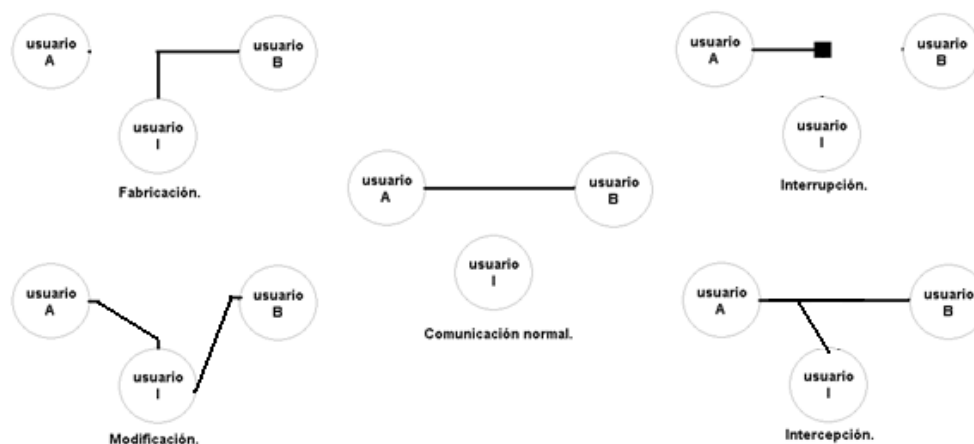 usuario
A
usuario
B
usuario
I
Fabricación.
usuario
A
usuario
B
usuario
I
Interrupción.
usuario
A
usuario
B
usuario
I
Comunicación normal.
usuario
A
usuario
B
usuario
I
Modificación.
usuario
A
usuario
B
usuario
I
Intercepción.